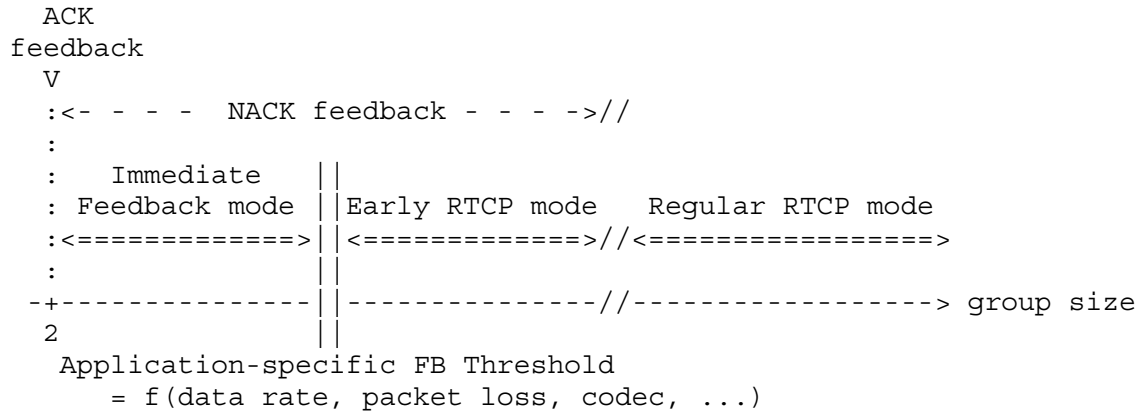 ACK
feedback
  V
  :<- - - -  NACK feedback - - - ->//
  :
  :   Immediate   ||
  : Feedback mode ||Early RTCP mode   Regular RTCP mode
  :<=============>||<=============>//<=================>
  :               ||
 -+---------------||---------------//------------------> group size
  2               ||
   Application-specific FB Threshold
      = f(data rate, packet loss, codec, ...)